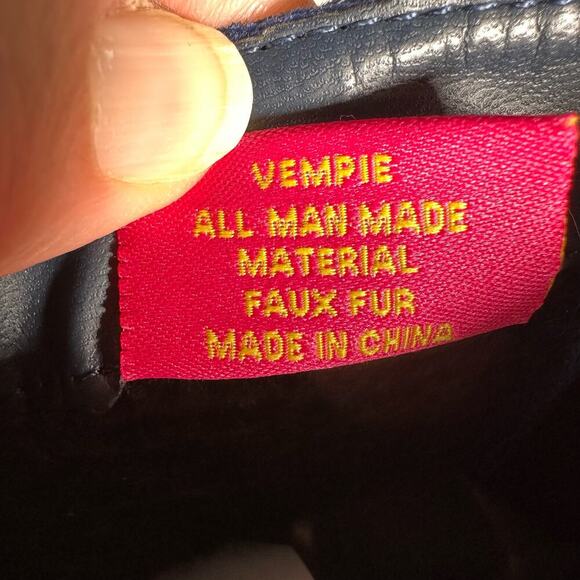 VEMPIE
ALL MAN MADE
MATERIAL
FAUX FUR
MADE IN CHINA